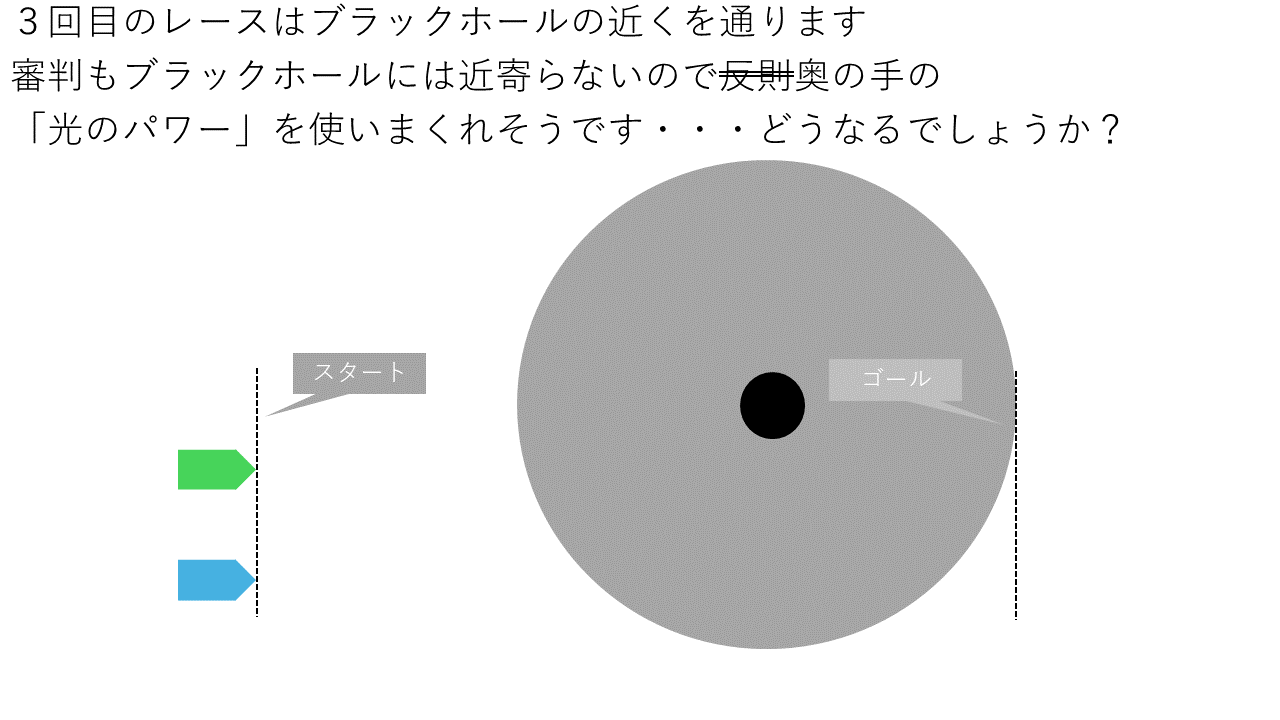 ３回目のレースはブラックホールの近くを通ります
審判もブラックホールには近寄らないので反則奥の手の
「光のパワー」を使いまくれそうです・・・どうなるでしょうか？
スタート
ゴール